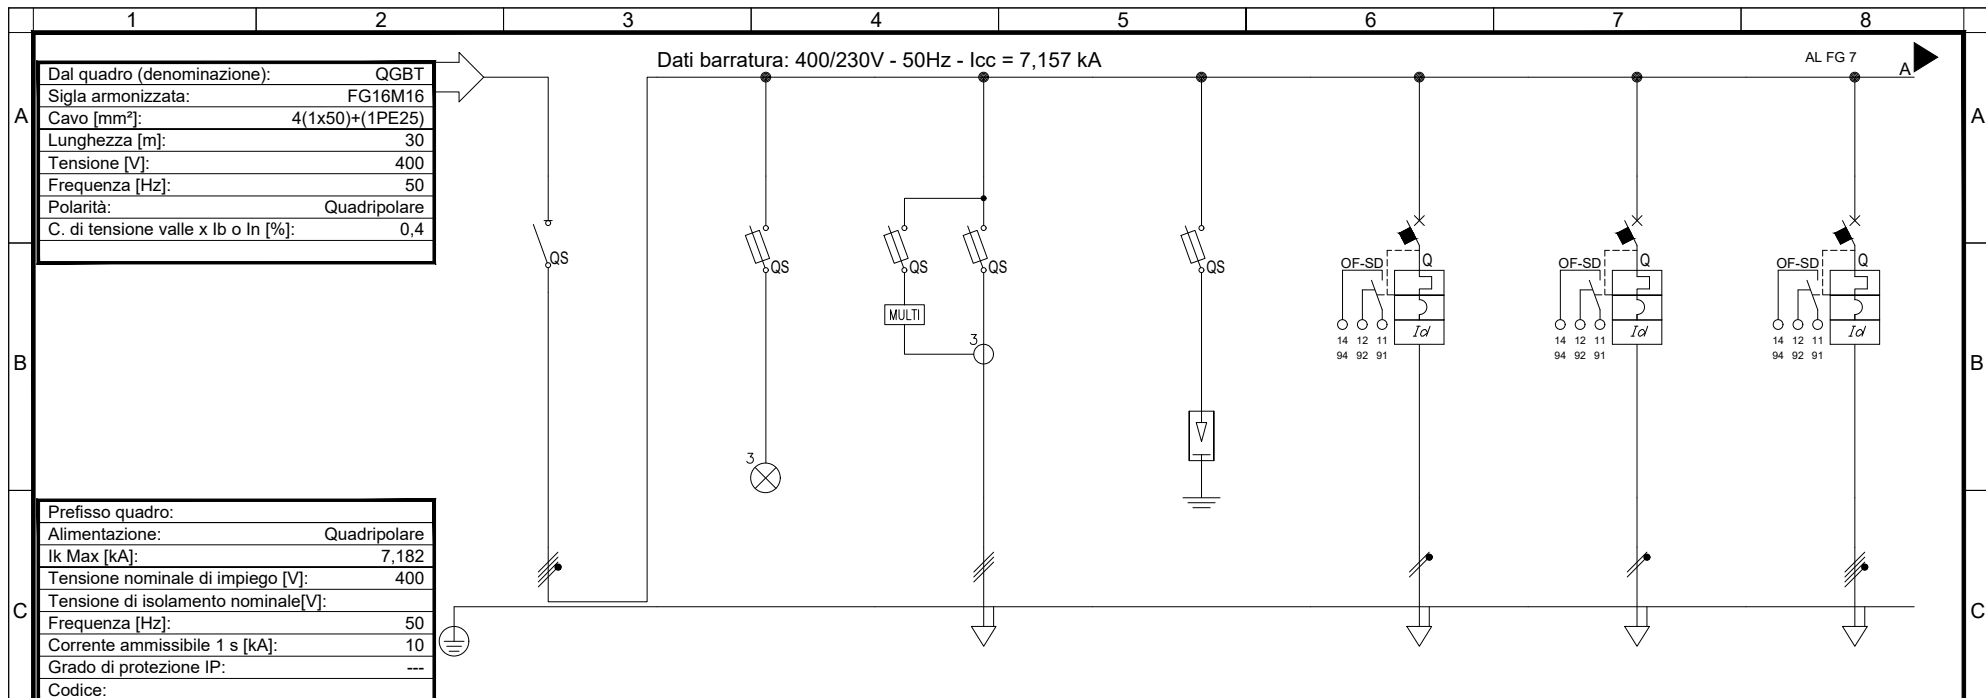 1 2 3 4 5 6 7 8
Dati barratura: 400/230V - 50Hz - Icc = 7,157 kA
AL FG 7
A
A
A
Dal quadro (denominazione): QGBT
Sigla armonizzata: FG16M16
Cavo [mm²]: 4(1x50)+(1PE25)
Lunghezza [m]: 30
Tensione [V]: 400
Frequenza [Hz]: 50
Polarità: Quadripolare
C. di tensione valle x Ib o In [%]: 0,4
QS
QS
QS
QS
QS
OF-SD Q
OF-SD Q
OF-SD Q
MULTI
Id
Id
Id
14 12 11
94 92 91
14 12 11
94 92 91
14 12 11
94 92 91
3
B
B
3
Prefisso quadro:
Alimentazione: Quadripolare
Ik Max [kA]: 7,182
Tensione nominale di impiego [V]: 400
Tensione di isolamento nominale[V]:
Frequenza [Hz]: 50
Corrente ammissibile 1 s [kA]: 10
Grado di protezione IP: ---
Codice:
C
C